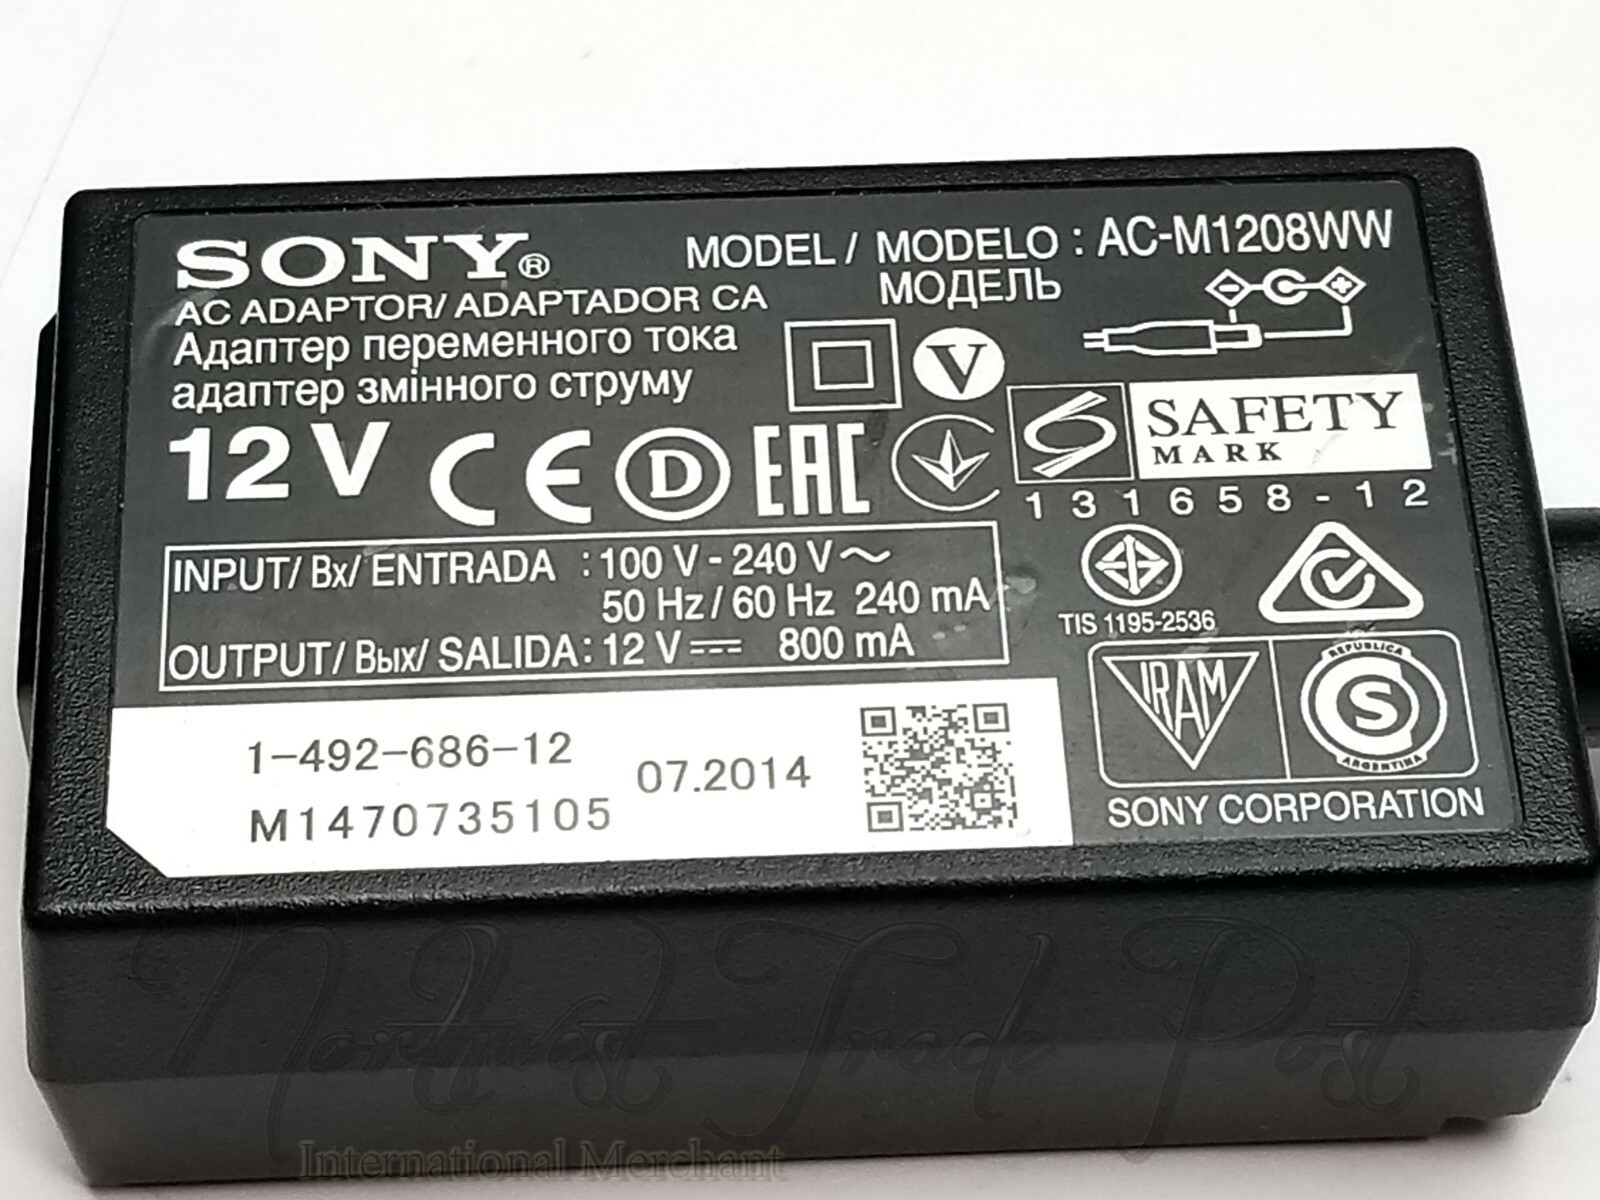 SONY®
MODEL / MODELO : AC-M1208WW
МОДЕЛЬ
AC ADAPTOR/ ADAPTADOR CA
Адаптер переменного тока
адаптер змінного струму
V
12 V CE D EAC
S SAFETY
MARK
131658-12
INPUT/ Вх/ ENTRADA : 100 V - 240 V ~
50 Hz / 60 Hz 240 mA
OUTPUT/ Вых/ SALIDA : 12 V ⎓ 800 mA
TIS 1195-2536
IRAM
REPUBLICA
S
ARGENTINA
SONY CORPORATION
1-492-686-12
07.2014
M1470735105
Northwest Trade Post
International Merchant